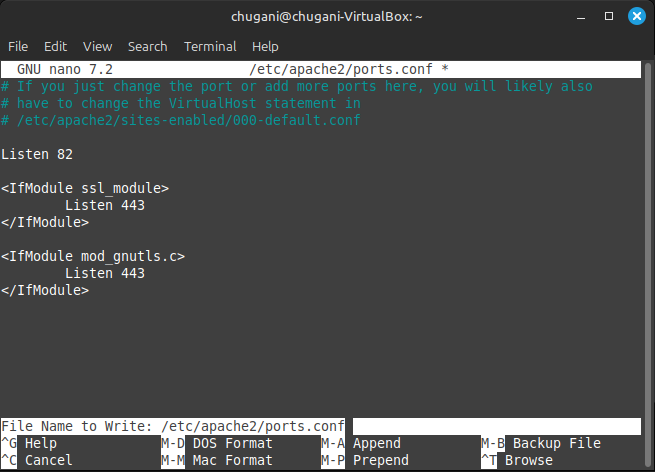 chugani@chugani-VirtualBox: ~
File Edit View Search Terminal Help
GNU nano 7.2 /etc/apache2/ports.conf *
# If you just change the port or add more ports here, you will likely also
# have to change the VirtualHost statement in
# /etc/apache2/sites-enabled/000-default.conf
Listen 82
<IfModule ssl_module>
Listen 443
</IfModule>
<IfModule mod_gnutls.c>
Listen 443
</IfModule>
File Name to Write: /etc/apache2/ports.conf
^G Help M-D DOS Format M-A Append M-B Backup File
^C Cancel M-M Mac Format M-P Prepend ^T Browse